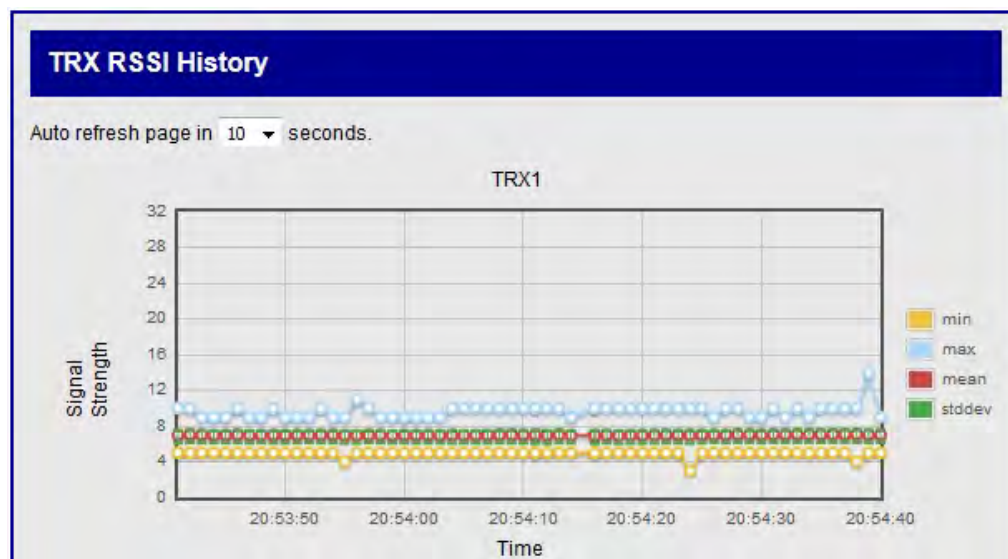 TRX RSSI History
Auto refresh page in 10 seconds.
TRX1
32
28
24
20
16
12
8
4
0
Signal
Strength
20:53:50 20:54:00 20:54:10 20:54:20 20:54:30 20:54:40
Time
min
max
mean
stddev